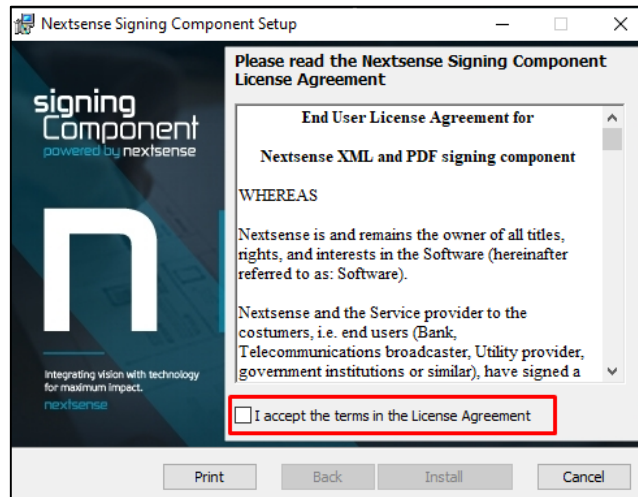 Nextsense Signing Component Setup
Please read the Nextsense Signing Component
License Agreement
signing
Component
powered by nextsense
End User License Agreement for
Nextsense XML and PDF signing component
WHEREAS
Nextsense is and remains the owner of all titles,
rights, and interests in the Software (hereinafter
referred to as: Software).
Nextsense and the Service provider to the
costumers, i.e. end users (Bank,
Telecommunications broadcaster, Utility provider,
government institutions or similar), have signed a
n
Integrating vision with technology
for maximum impact.
nextsense
I accept the terms in the License Agreement
Print
Back
Install
Cancel